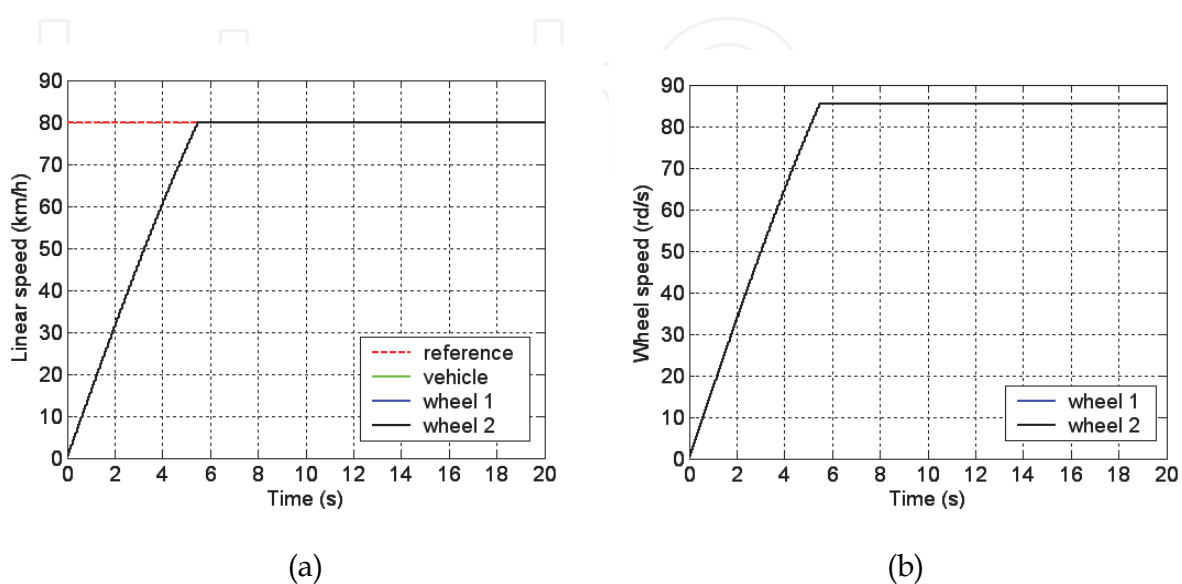 90
80
70
60
50
40
30
20
10
0
Linear speed (km/h)
0 2 4 6 8 10 12 14 16 18 20
Time (s)
reference
vehicle
wheel 1
wheel 2
(a)
90
80
70
60
50
40
30
20
10
0
Wheel speed (rd/s)
0 2 4 6 8 10 12 14 16 18 20
Time (s)
wheel 1
wheel 2
(b)